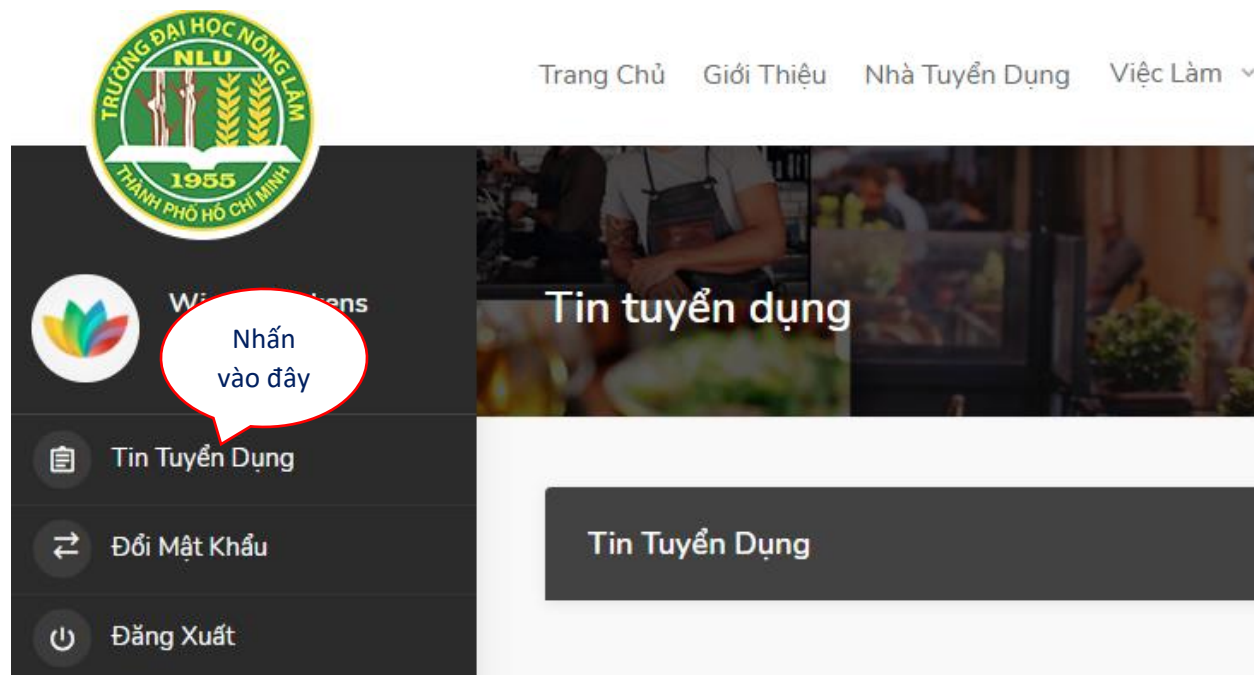 TRƯỜNG ĐẠI HỌC NÔNG LÂM
NLU
1955
THÀNH PHỐ HỒ CHÍ MINH
Trang Chủ Giới Thiệu Nhà Tuyển Dụng Việc Làm
Nhấn
vào đây
Tin tuyển dụng
Tin Tuyển Dụng
Đổi Mật Khẩu
Đăng Xuất
Tin Tuyển Dụng